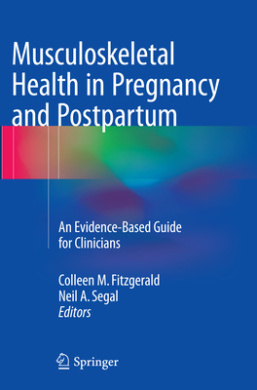 Musculoskeletal
Health in Pregnancy
and Postpartum
An Evidence-Based Guide
for Clinicians
Colleen M. Fitzgerald
Neil A. Segal
Editors
Springer